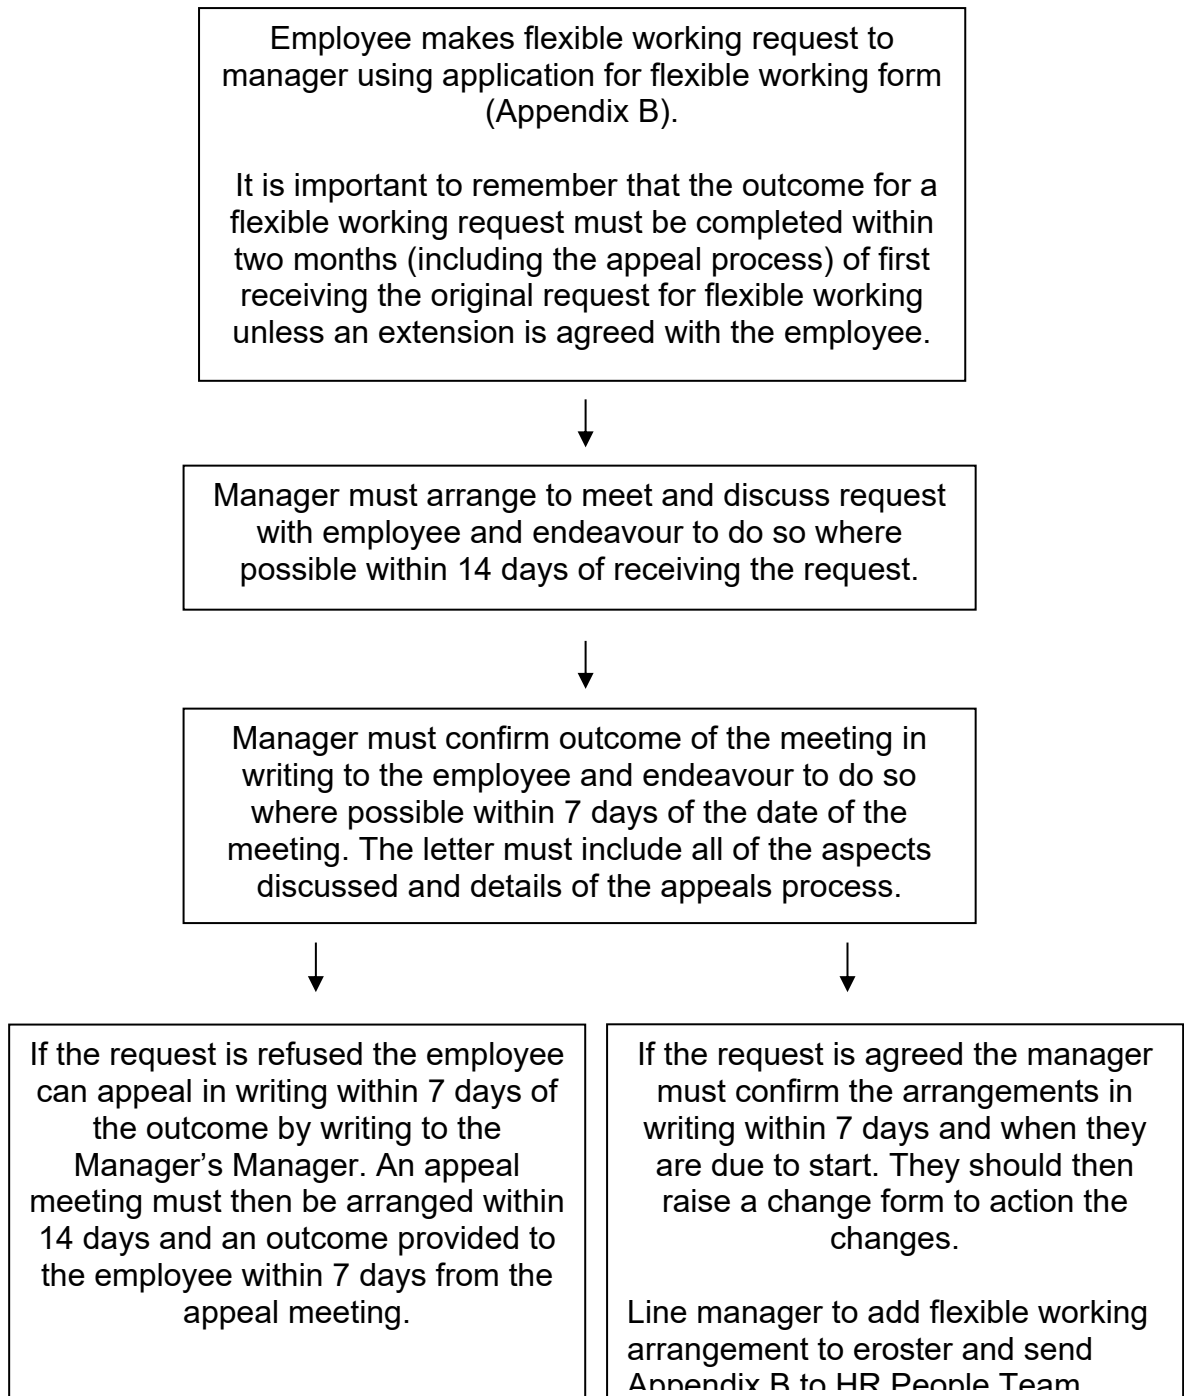 Employee makes flexible working request to
manager using application for flexible working form
(Appendix B).
It is important to remember that the outcome for a
flexible working request must be completed within
two months (including the appeal process) of first
receiving the original request for flexible working
unless an extension is agreed with the employee.
Manager must arrange to meet and discuss request
with employee and endeavour to do so where
possible within 14 days of receiving the request.
Manager must confirm outcome of the meeting in
writing to the employee and endeavour to do so
where possible within 7 days of the date of the
meeting. The letter must include all of the aspects
discussed and details of the appeals process.
If the request is refused the employee
can appeal in writing within 7 days of
the outcome by writing to the
Manager’s Manager. An appeal
meeting must then be arranged within
14 days and an outcome provided to
the employee within 7 days from the
appeal meeting.
If the request is agreed the manager
must confirm the arrangements in
writing within 7 days and when they
are due to start. They should then
raise a change form to action the
changes.
Line manager to add flexible working
arrangement to eroster and send
Appendix B to HR People Team